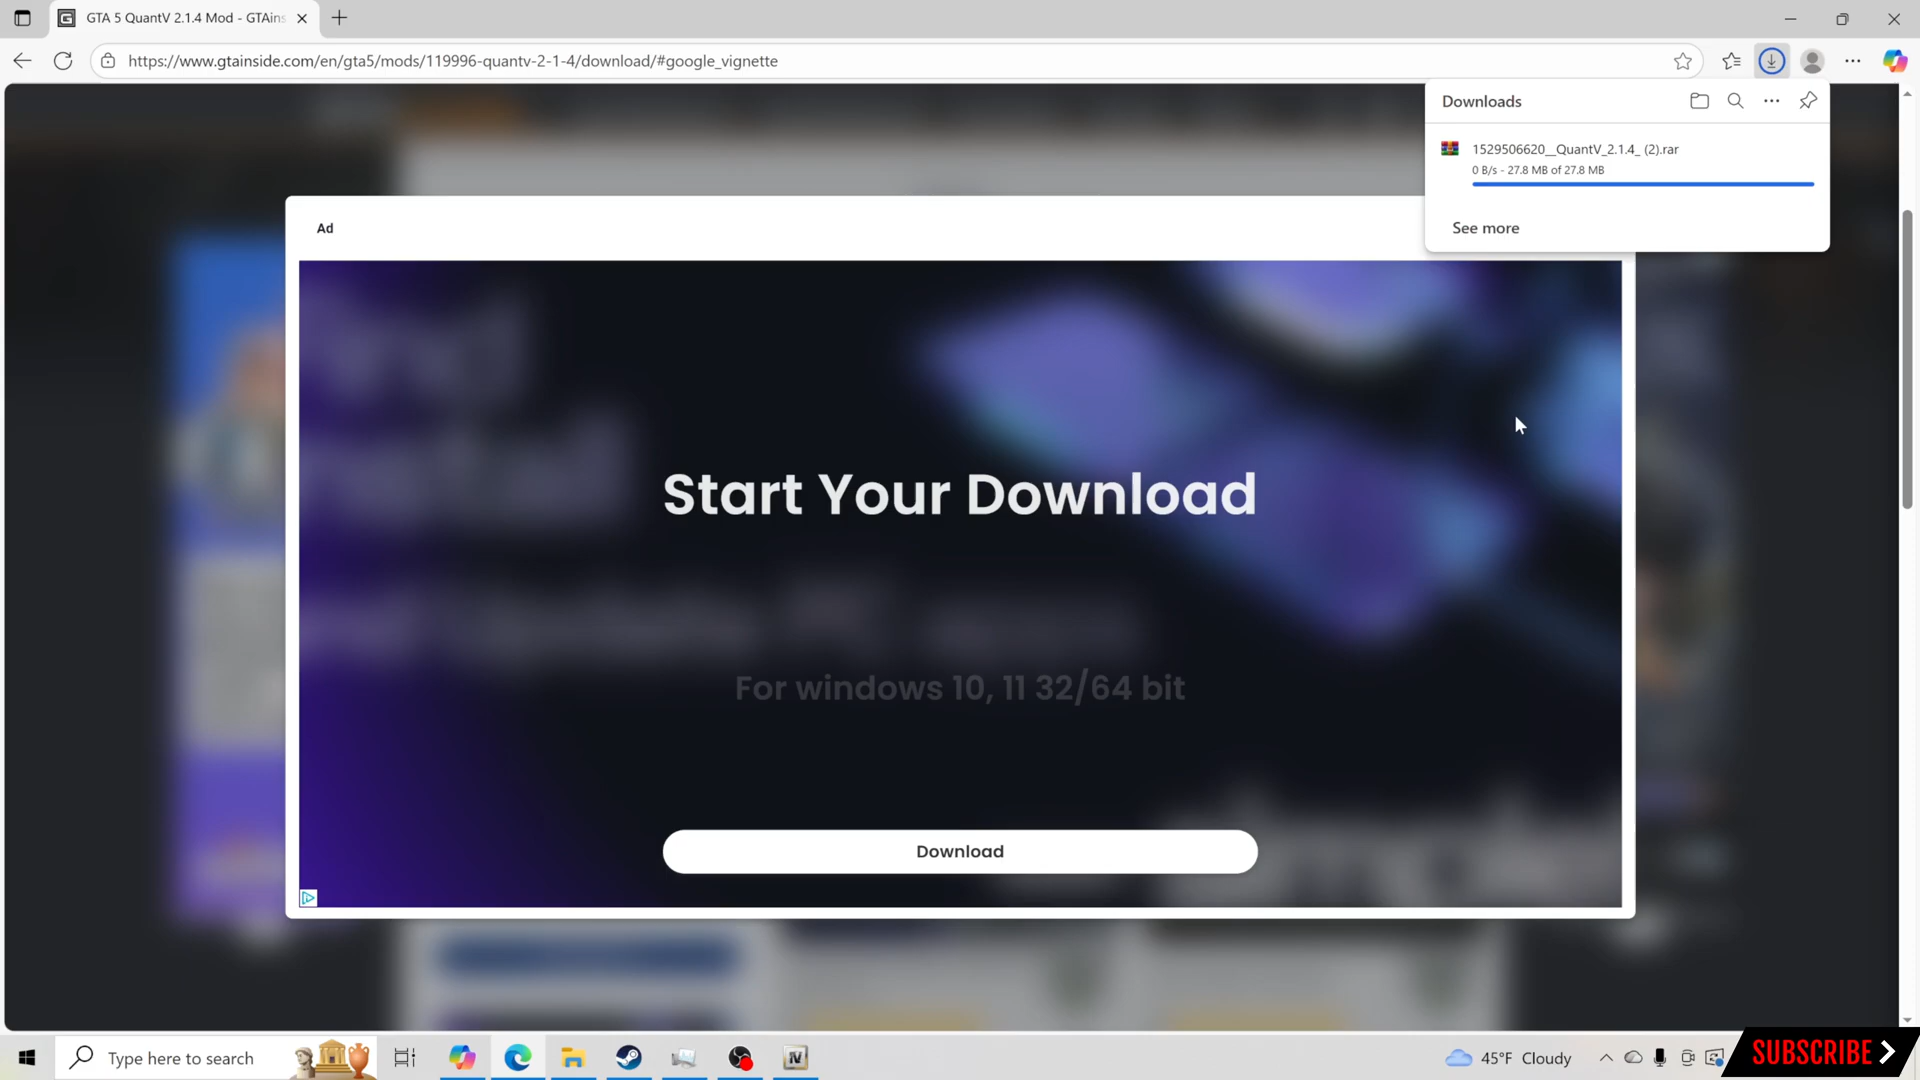 GTA 5 QuantV 2.1.4 Mod - GTAins
https://www.gtainside.com/en/gta5/mods/119996-quantv-2-1-4/download/#google_vignette
Downloads
1529506620__QuantV_2.1.4_ (2).rar
0 B/s - 27.8 MB of 27.8 MB
See more
Ad
Start Your Download
For windows 10, 11 32/64 bit
Download
Type here to search
45°F Cloudy
SUBSCRIBE